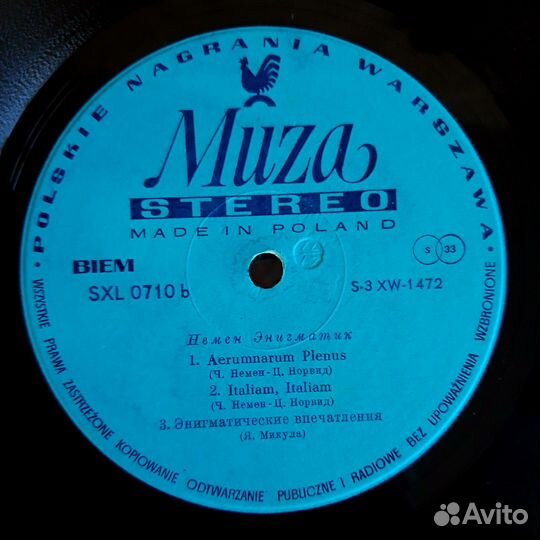 POLSKIE NAGRANIA WARSZAWA
Muza
STEREO
MADE IN POLAND
BIEM
S 33
SXL 0710 b
S-3 XW-1472
Немен Энигматик
1. Aerumnarum Plenus
(Ч. Немен-Ц. Норвид)
2. Italiam, Italiam
(Ч. Немен-Ц. Норвид)
3. Энигматические впечатления
(Я. Микула)
WSZYSTKIE PRAWA ZASTRZEŻONE KOPIOWANIE ODTWARZANIE PUBLICZNE I RADIOWE BEZ UPOWAŻNIENIA WZBRONIONE
Avito